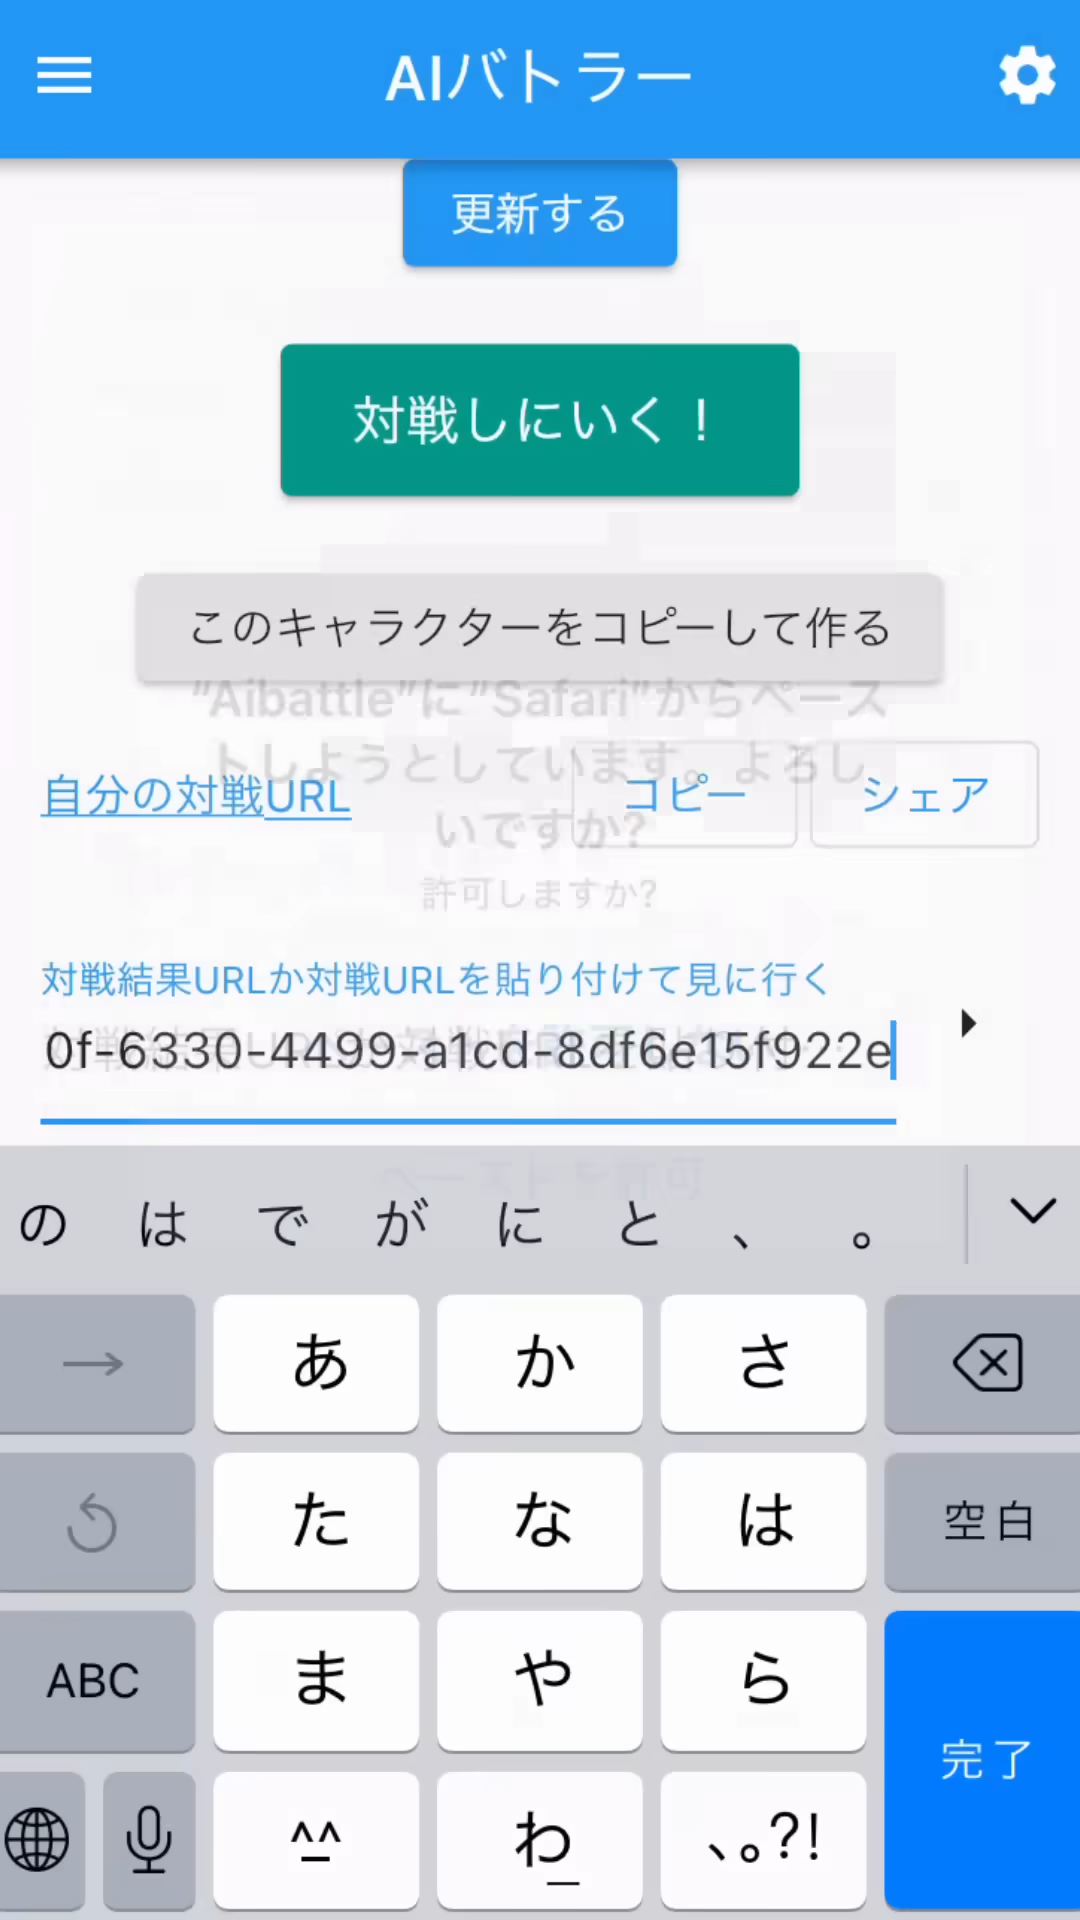 AIバトラー
更新する
対戦しにいく！
このキャラクターをコピーして作る
"Aibattle"に"Safari"からペース
トしようとしています。よろし
いですか?
許可しますか?
自分の対戦URL
コピー
シェア
対戦結果URLか対戦URLを貼り付けて見に行く
0f-6330-4499-a1cd-8df6e15f922e
ペーストを許可
の は で が に と 、 。
→ あ か さ
た な は 空白
ABC ま や ら
完了
^^ わ 、。?!